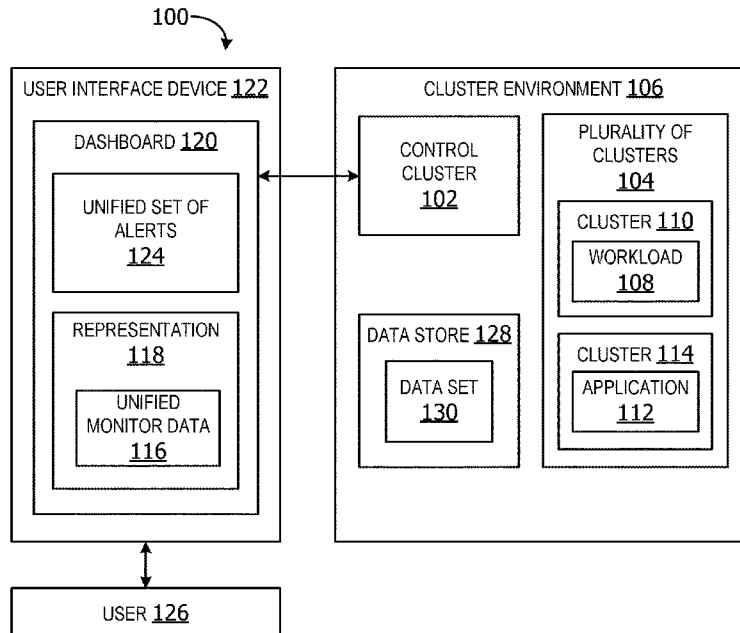 100
USER INTERFACE DEVICE 122
DASHBOARD 120
UNIFIED SET OF
ALERTS
124
REPRESENTATION
118
UNIFIED
MONITOR DATA
116
USER 126
CLUSTER ENVIRONMENT 106
CONTROL
CLUSTER
102
DATA STORE 128
DATA SET
130
PLURALITY OF
CLUSTERS
104
CLUSTER 110
WORKLOAD
108
CLUSTER 114
APPLICATION
112